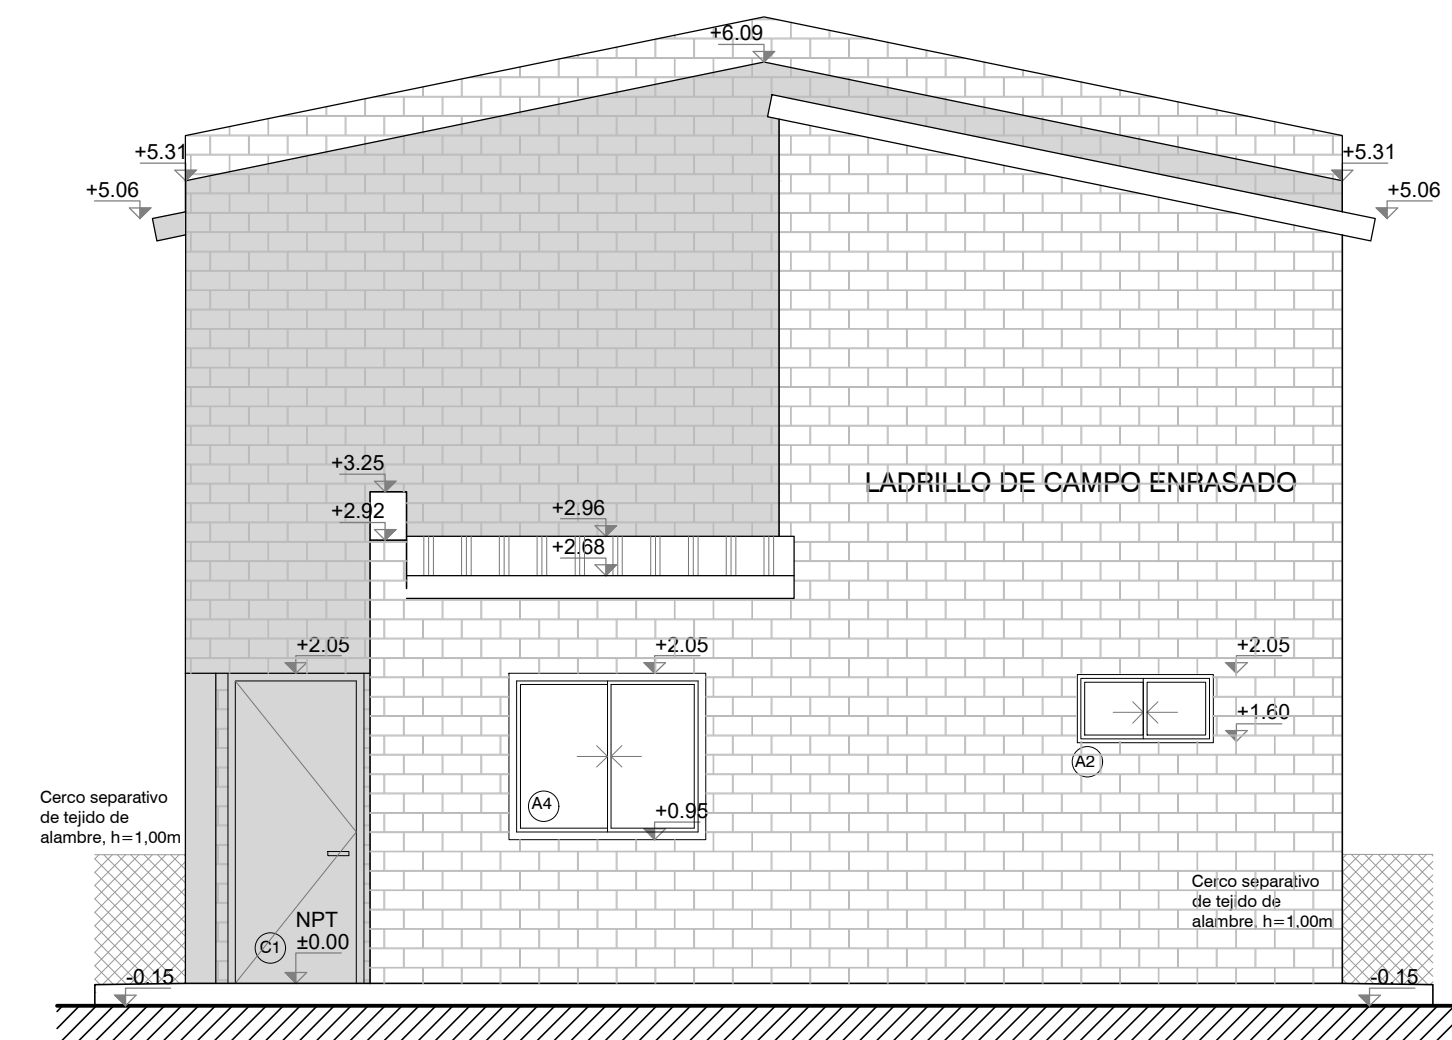 +6.09
+5.31
+5.31
+5.06
+5.06
+3.25
LADRILLO DE CAMPO ENRASADO
+2.92
+2.96
+2.68
+2.05
+2.05
+2.05
+1.60
A2
Cerco separativo
de tejido de
alambre, h=1,00m
A4
+0.95
Cerco separativo
de tejido de
alambre, h=1,00m
NPT
±0.00
C1
-0.15
-0.15